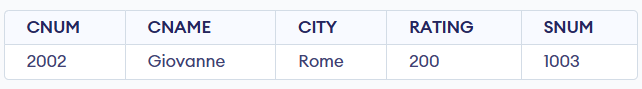 CNUM CNAME CITY RATING SNUM
2002 Giovanne Rome 200 1003